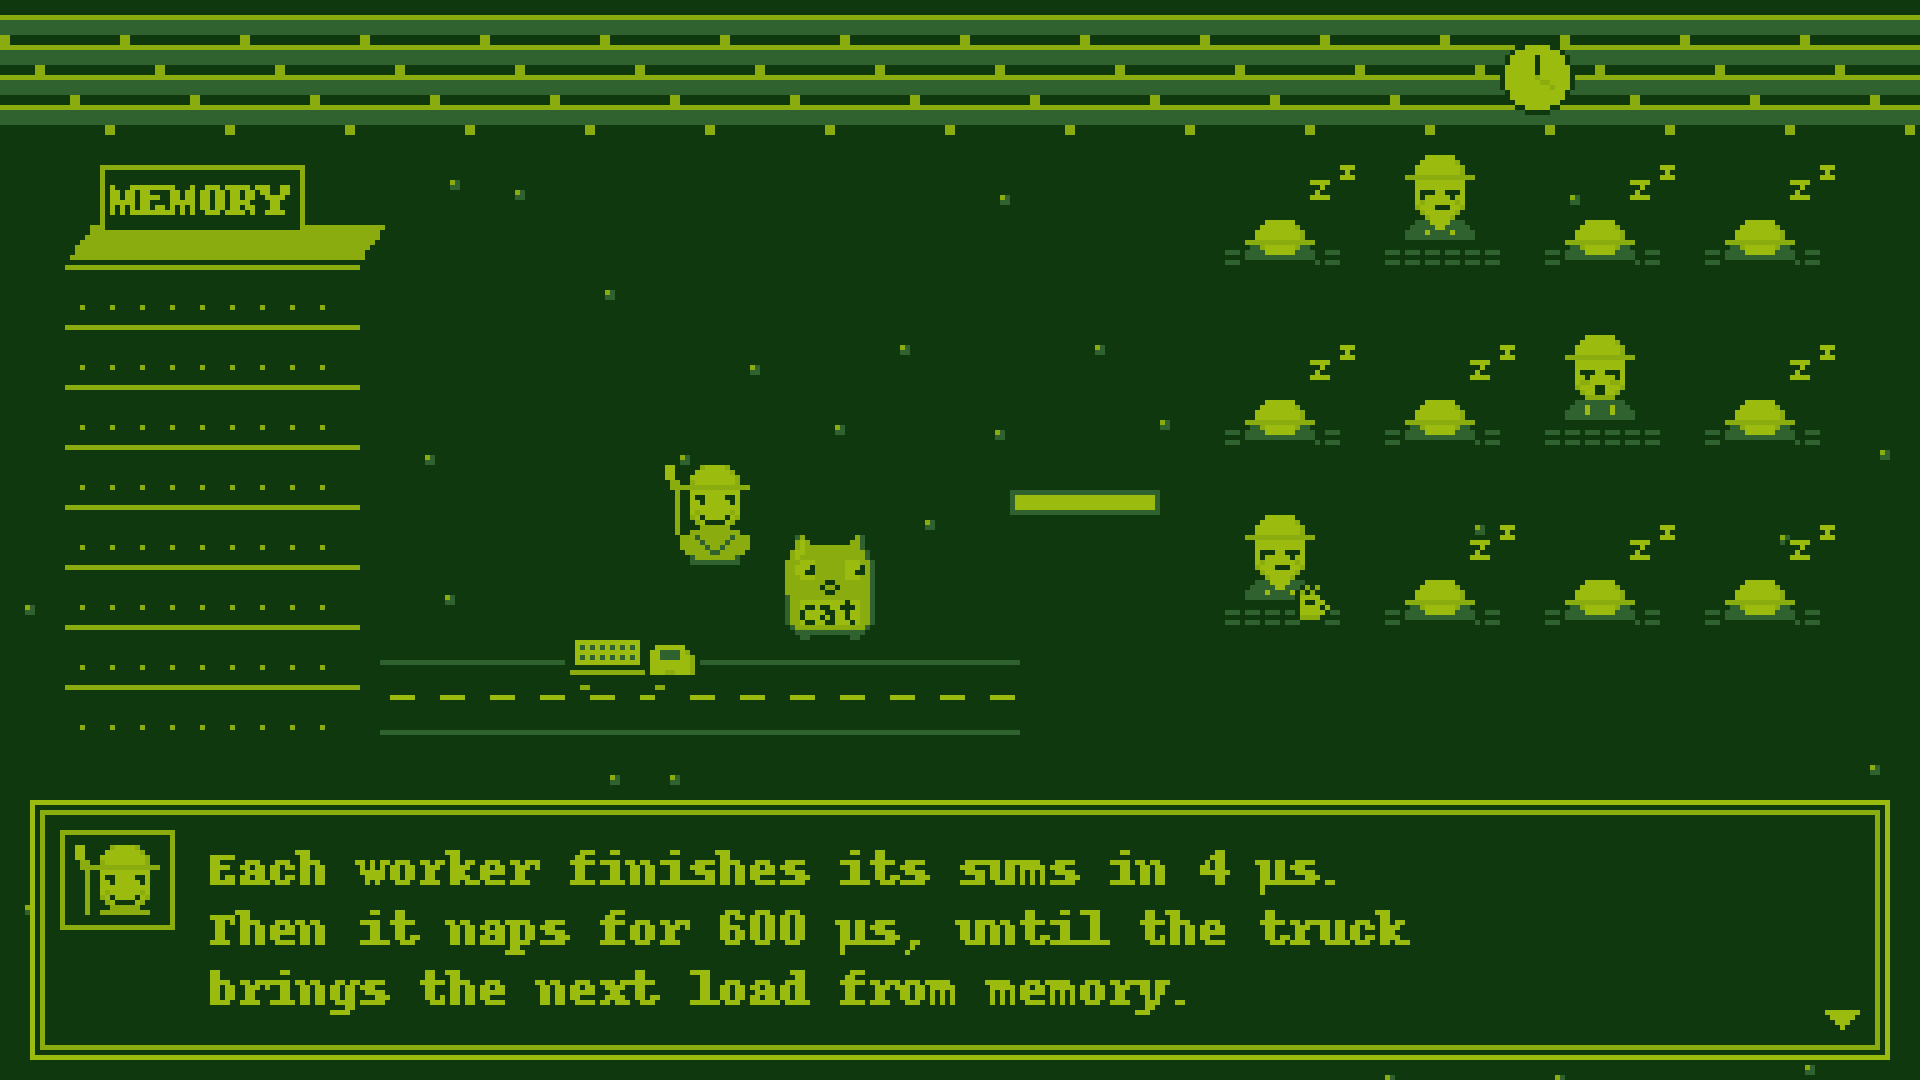 MEMORY
z z
z z
z z
z z
z z
z z
z z
z z
z z
cat
Each worker finishes its sums in 4 µs.
Then it naps for 600 µs, until the truck
brings the next load from memory.